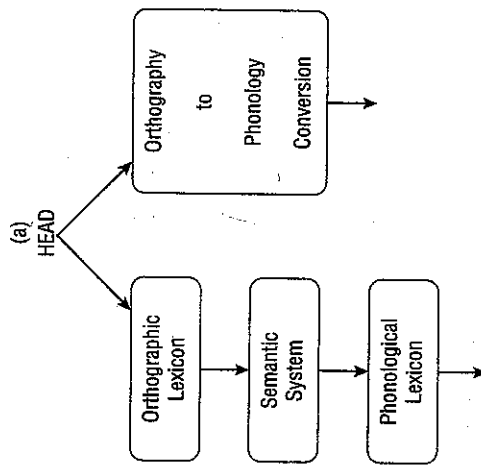 (a)
HEAD
Orthographic
Lexicon
Semantic
System
Phonological
Lexicon
Orthography
to
Phonology
Conversion